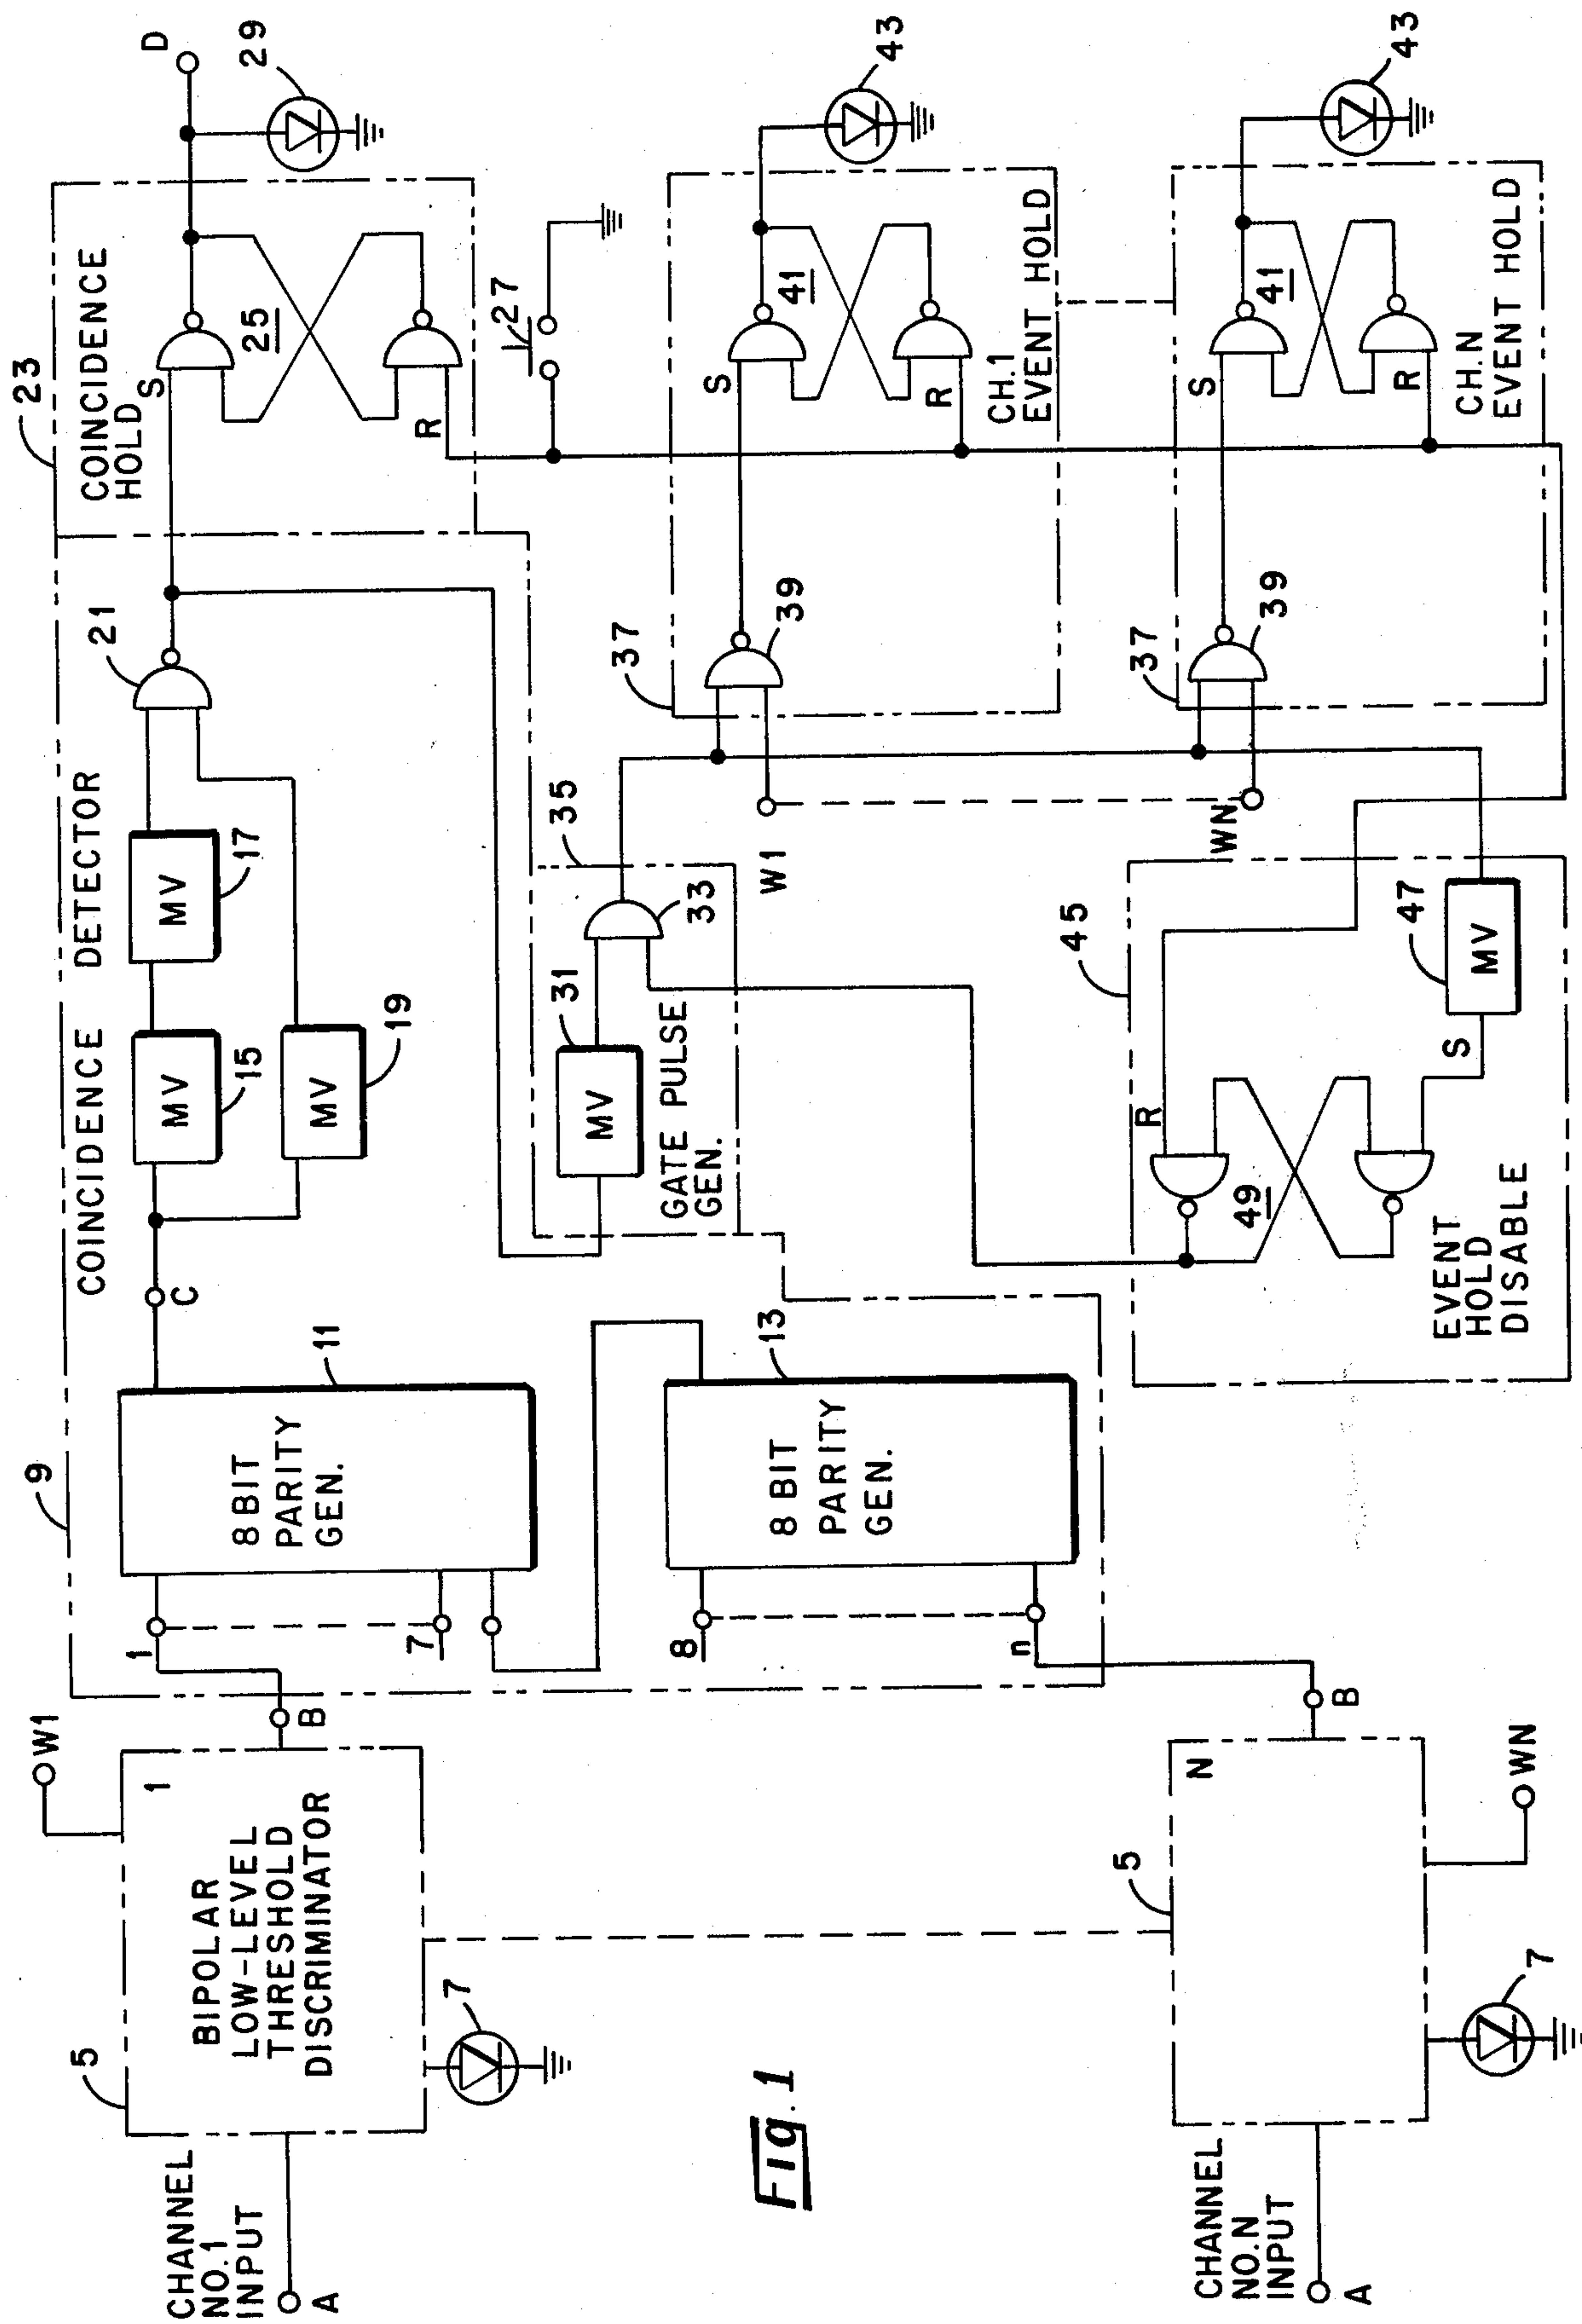 CHANNEL
NO.1
INPUT
A
5
BIPOLAR
LOW-LEVEL
THRESHOLD
DISCRIMINATOR
1
W1
B
7
9
COINCIDENCE DETECTOR
1
7
8 BIT
PARITY
GEN.
11
C
8
n
8 BIT
PARITY
GEN.
13
MV
15
MV
17
MV
19
21
23
COINCIDENCE
HOLD
S
R
25
D
29
27
MV
31
GATE PULSE
GEN.
33
35
W1
WN
37
39
S
R
41
CH.1
EVENT HOLD
43
37
39
S
R
41
CH.N
EVENT HOLD
43
45
R
49
S
MV
47
EVENT
HOLD
DISABLE
CHANNEL
NO.N
INPUT
A
5
N
B
WN
7
Fig. 1